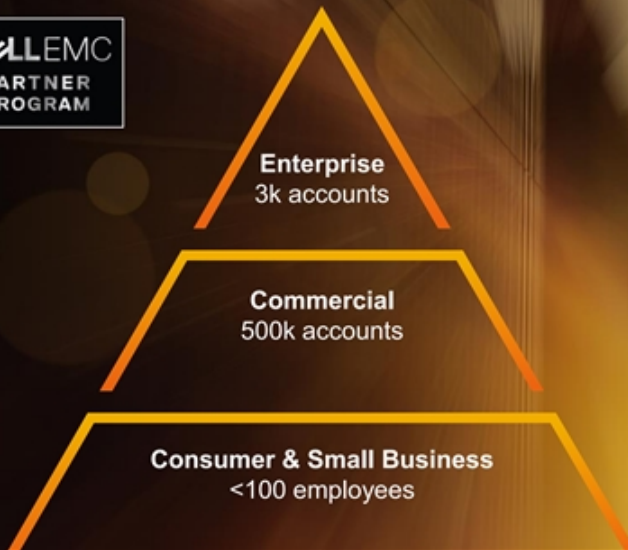 LLEMC
ARTNER
ROGRAM
Enterprise
3k accounts
Commercial
500k accounts
Consumer & Small Business
<100 employees